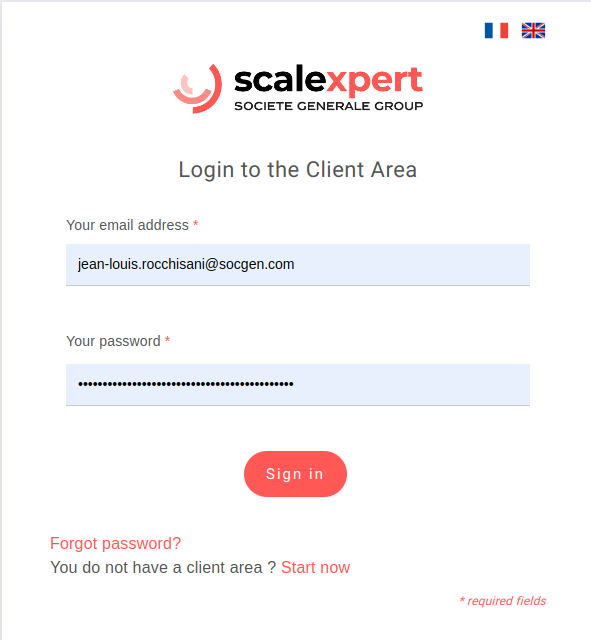 scalexpert
SOCIETE GENERALE GROUP
Login to the Client Area
Your email address *
jean-louis.rocchisani@socgen.com
Your password *
••••••••••••••••••••••••••••••••••••••••••••
Sign in
Forgot password?
You do not have a client area ? Start now
* required fields